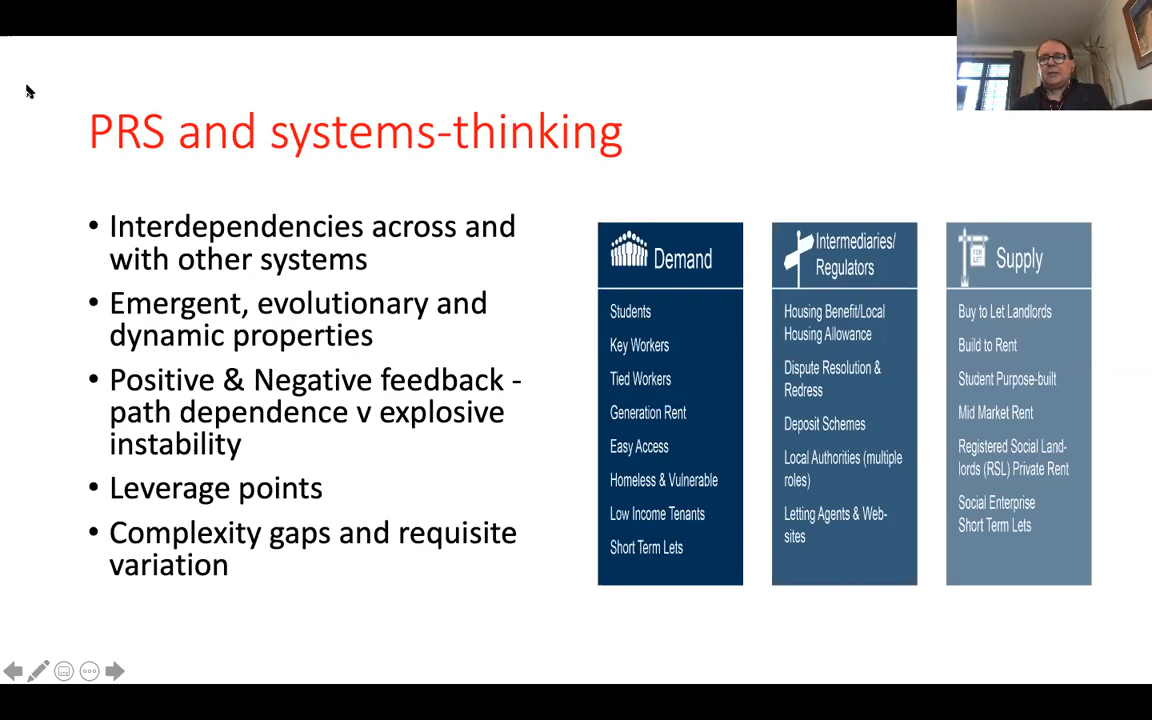 PRS and systems-thinking
• Interdependencies across and
with other systems
• Emergent, evolutionary and
dynamic properties
• Positive & Negative feedback -
path dependence v explosive
instability
• Leverage points
• Complexity gaps and requisite
variation
Demand
Students
Key Workers
Tied Workers
Generation Rent
Easy Access
Homeless & Vulnerable
Low Income Tenants
Short Term Lets
Intermediaries/
Regulators
Housing Benefit/Local
Housing Allowance
Dispute Resolution &
Redress
Deposit Schemes
Local Authorities (multiple
roles)
Letting Agents & Web-
sites
FOR
LET
Supply
Buy to Let Landlords
Build to Rent
Student Purpose-built
Mid Market Rent
Registered Social Land-
lords (RSL) Private Rent
Social Enterprise
Short Term Lets